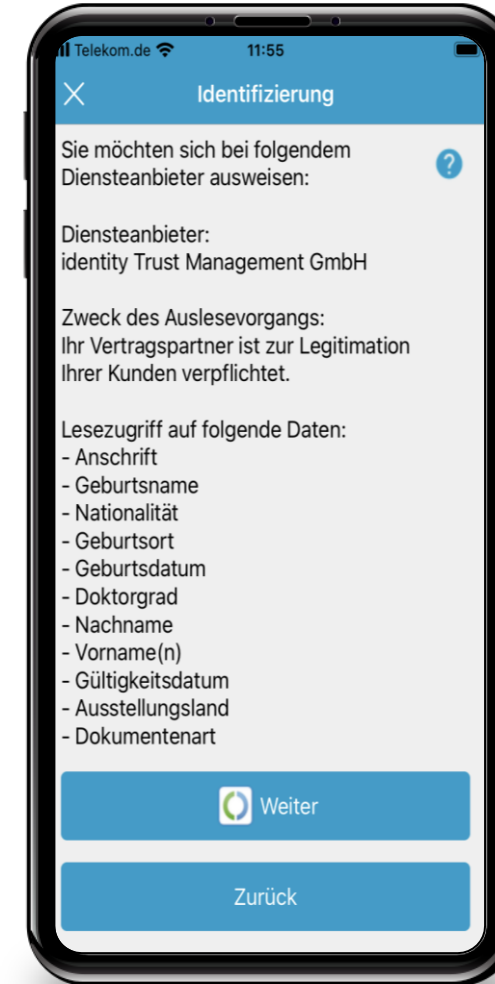 Telekom.de 11:55
Identifizierung
Sie möchten sich bei folgendem
Diensteanbieter ausweisen:
?
Diensteanbieter:
identity Trust Management GmbH
Zweck des Auslesevorgangs:
Ihr Vertragspartner ist zur Legitimation
Ihrer Kunden verpflichtet.
Lesezugriff auf folgende Daten:
- Anschrift
- Geburtsname
- Nationalität
- Geburtsort
- Geburtsdatum
- Doktorgrad
- Nachname
- Vorname(n)
- Gültigkeitsdatum
- Ausstellungsland
- Dokumentenart
Weiter
Zurück